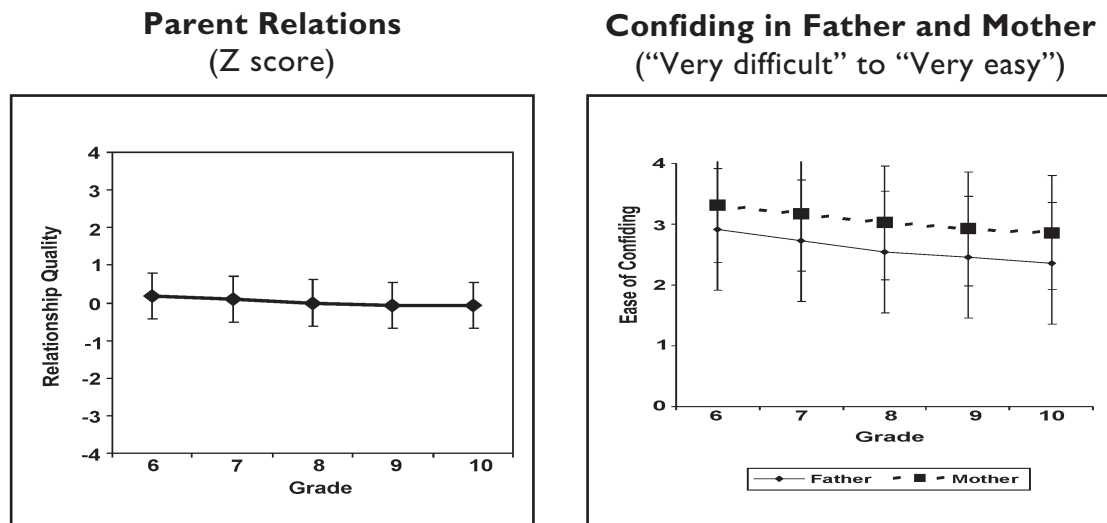 Parent Relations
(Z score)
4
3
2
1
0
-1
-2
-3
-4
Relationship Quality
6 7 8 9 10
Grade
Confiding in Father and Mother
(“Very difficult” to “Very easy”)
4
3
2
1
0
Ease of Confiding
6 7 8 9 10
Grade
Father Mother